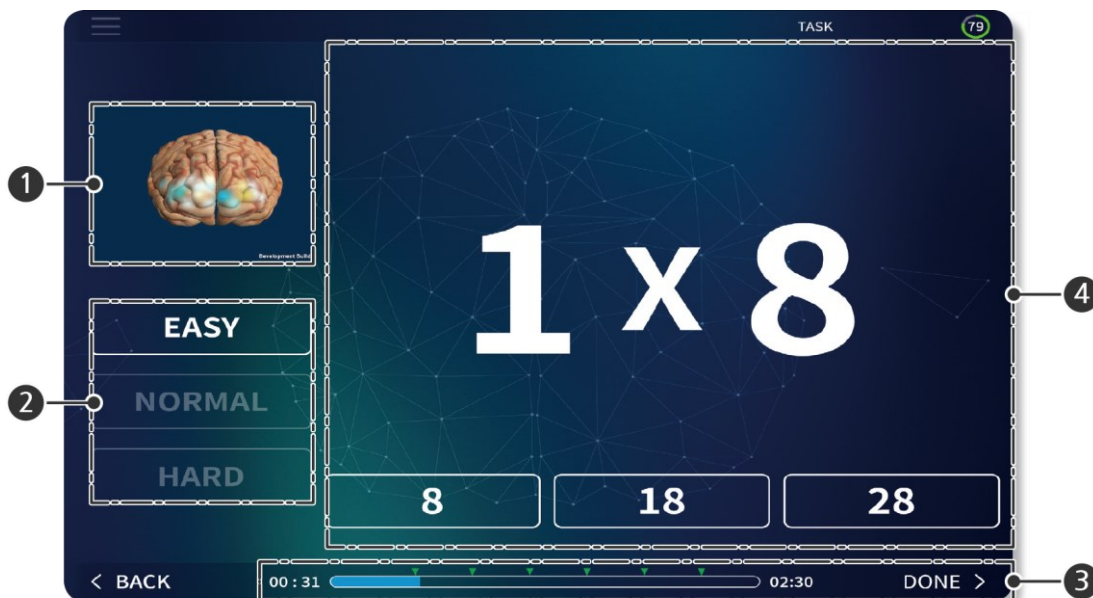 TASK 79
1
Development Build
1 X 8
4
EASY
2
NORMAL
HARD
8 18 28
< BACK 00 : 31 02:30 DONE >
3